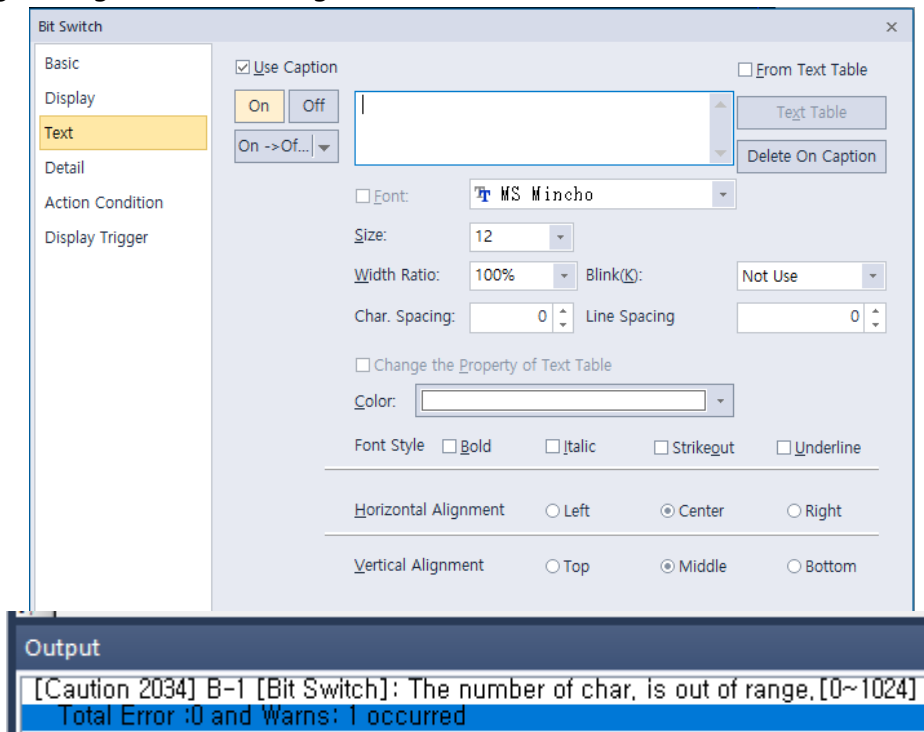 Bit Switch
Basic
Display
Text
Detail
Action Condition
Display Trigger
Use Caption
From Text Table
On Off
Text Table
On ->Of...
Delete On Caption
Font: MS Mincho
Size: 12
Width Ratio: 100% Blink(K): Not Use
Char. Spacing: 0 Line Spacing 0
Change the Property of Text Table
Color:
Font Style Bold Italic Strikeout Underline
Horizontal Alignment Left Center Right
Vertical Alignment Top Middle Bottom
Output
[Caution 2034] B-1 [Bit Switch]: The number of char, is out of range,[0~1024]
Total Error :0 and Warns: 1 occurred